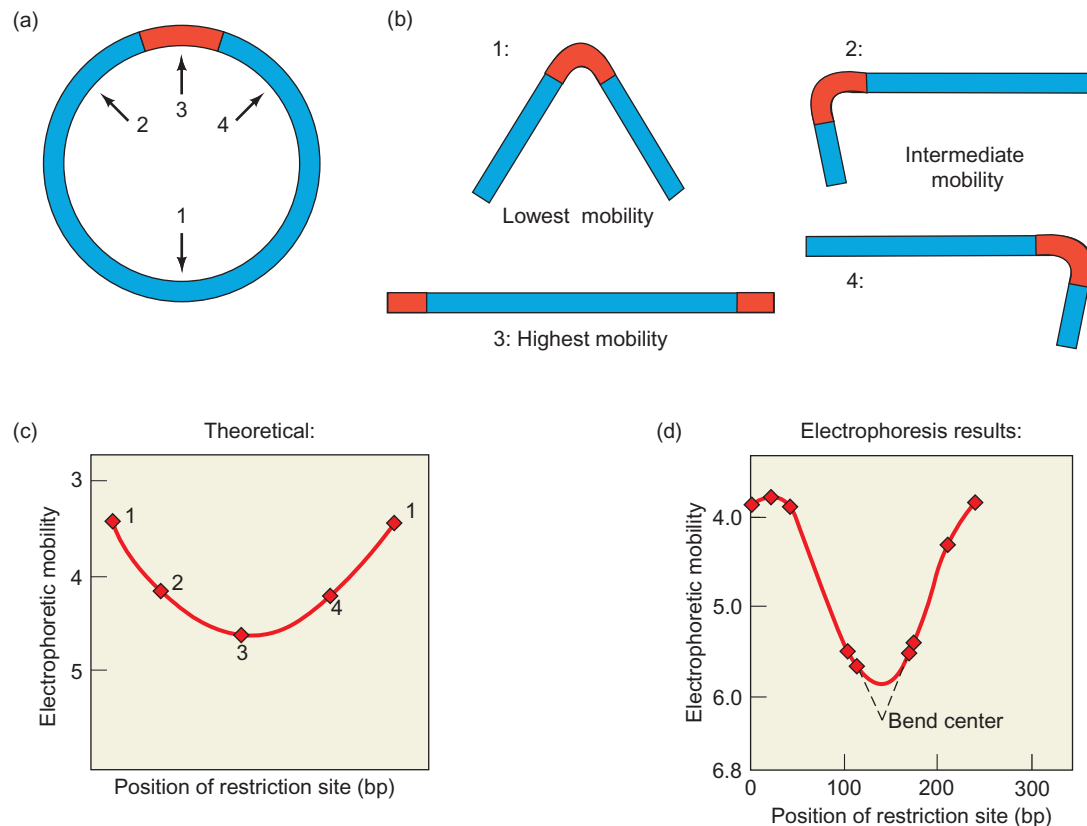 (a)
3
2
4
1
(b)
1:
Lowest mobility
2:
Intermediate
mobility
3: Highest mobility
4:
(c)
Theoretical:
Electrophoretic mobility
3
4
5
1
2
3
4
1
Position of restriction site (bp)
(d)
Electrophoresis results:
Electrophoretic mobility
4.0
5.0
6.0
6.8
Bend center
0
100
200
300
Position of restriction site (bp)